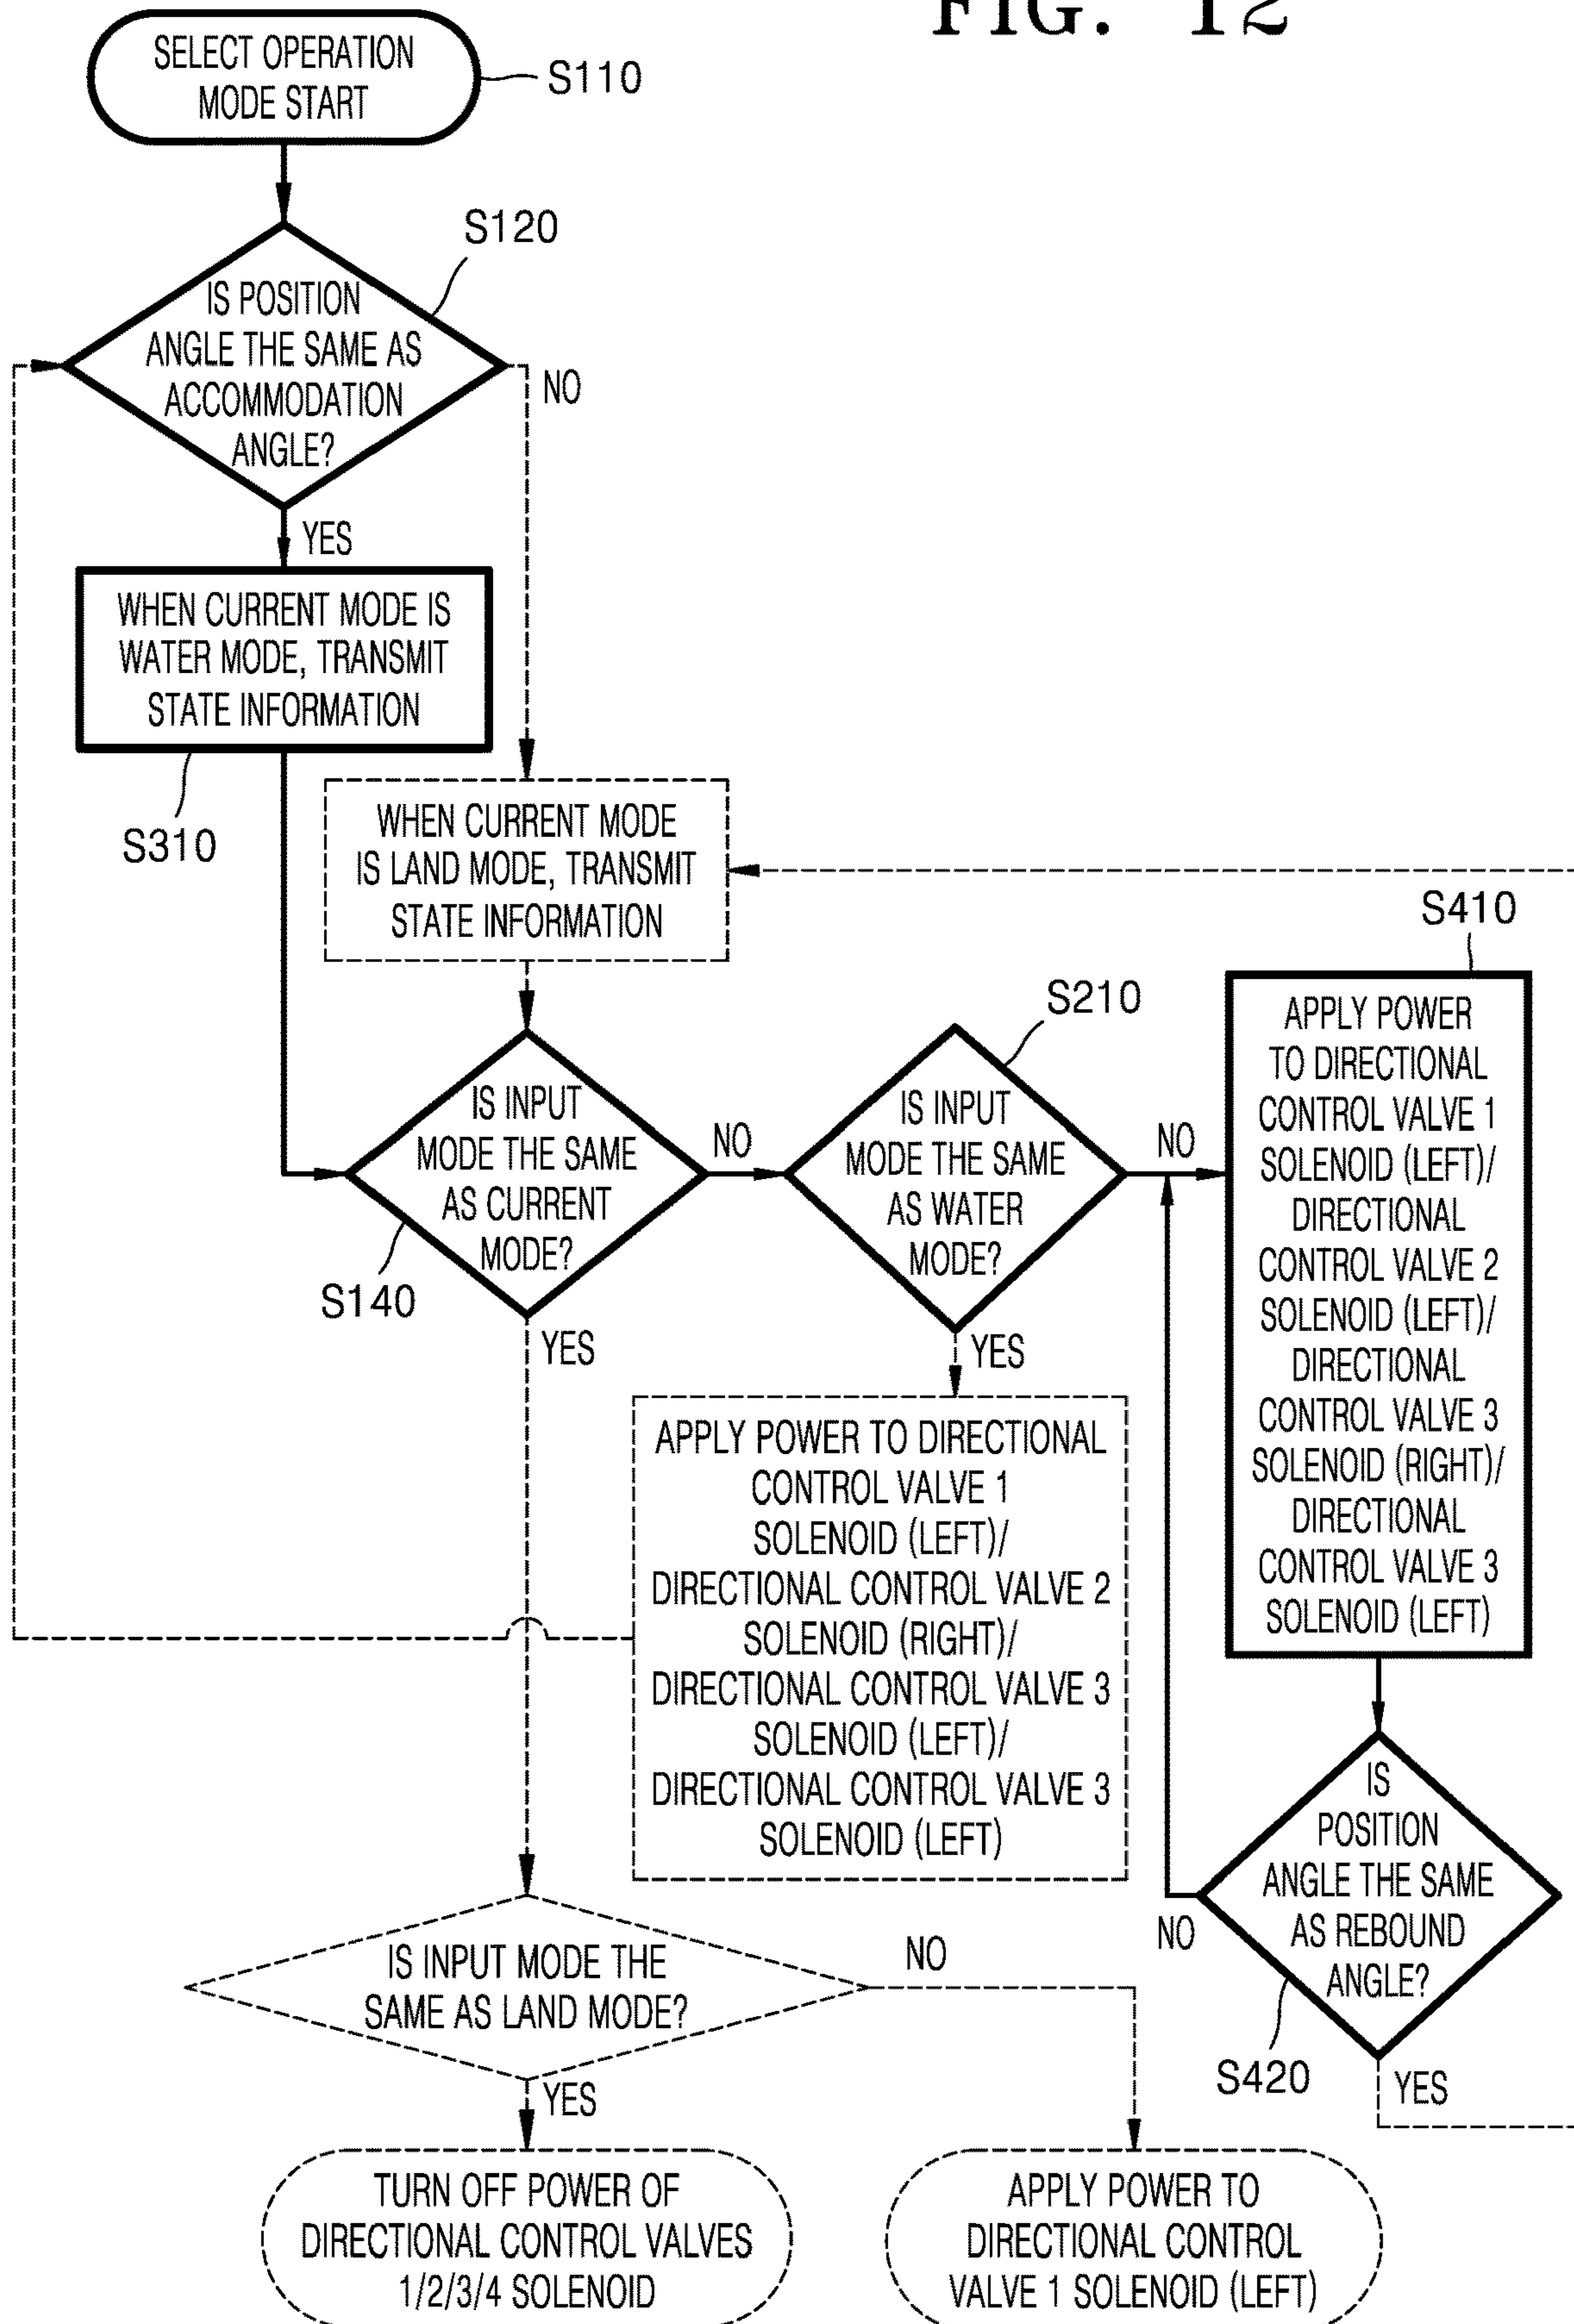 FIG. 12
SELECT OPERATION
MODE START
S110
S120
IS POSITION
ANGLE THE SAME AS
ACCOMMODATION
ANGLE?
NO
YES
WHEN CURRENT MODE IS
WATER MODE, TRANSMIT
STATE INFORMATION
S310
WHEN CURRENT MODE
IS LAND MODE, TRANSMIT
STATE INFORMATION
IS INPUT
MODE THE SAME
AS CURRENT
MODE?
S140
NO
YES
S210
IS INPUT
MODE THE SAME
AS WATER
MODE?
NO
YES
S410
APPLY POWER
TO DIRECTIONAL
CONTROL VALVE 1
SOLENOID (LEFT)/
DIRECTIONAL
CONTROL VALVE 2
SOLENOID (LEFT)/
DIRECTIONAL
CONTROL VALVE 3
SOLENOID (RIGHT)/
DIRECTIONAL
CONTROL VALVE 3
SOLENOID (LEFT)
APPLY POWER TO DIRECTIONAL
CONTROL VALVE 1
SOLENOID (LEFT)/
DIRECTIONAL CONTROL VALVE 2
SOLENOID (RIGHT)/
DIRECTIONAL CONTROL VALVE 3
SOLENOID (LEFT)/
DIRECTIONAL CONTROL VALVE 3
SOLENOID (LEFT)
IS
POSITION
ANGLE THE SAME
AS REBOUND
ANGLE?
NO
S420
YES
IS INPUT MODE THE
SAME AS LAND MODE?
NO
YES
TURN OFF POWER OF
DIRECTIONAL CONTROL VALVES
1/2/3/4 SOLENOID
APPLY POWER TO
DIRECTIONAL CONTROL
VALVE 1 SOLENOID (LEFT)